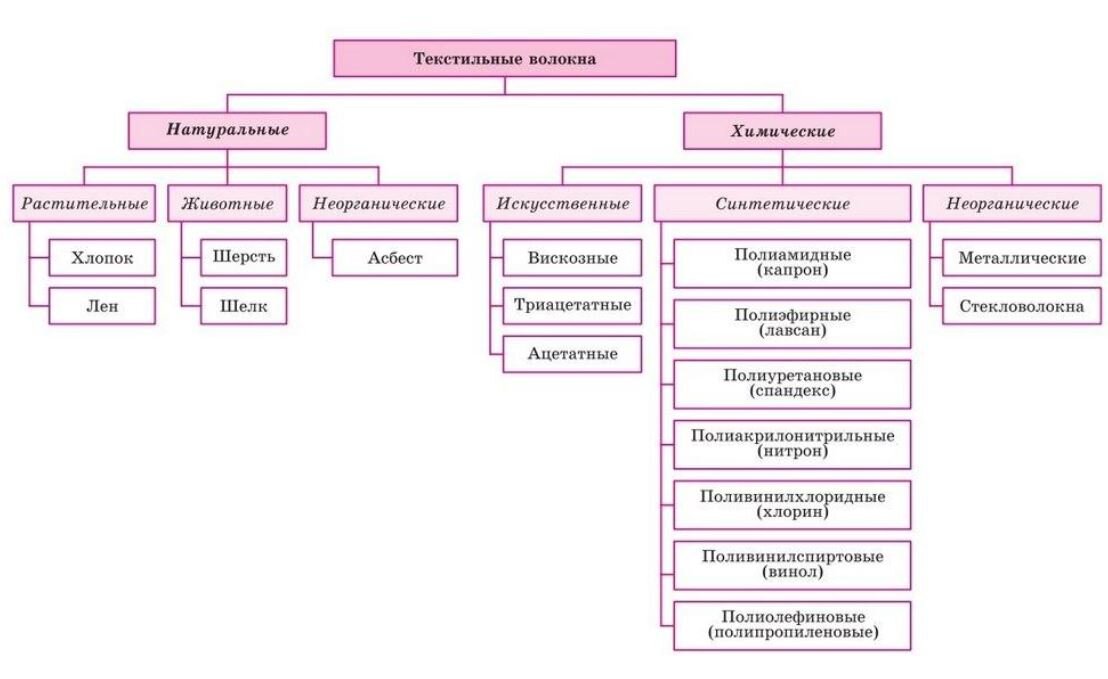 Текстильные волокна
Натуральные
Химические
Растительные
Животные
Неорганические
Искусственные
Синтетические
Неорганические
Хлопок
Лен
Шерсть
Шелк
Асбест
Вискозные
Триацетатные
Ацетатные
Полиамидные
(капрон)
Полиэфирные
(лавсан)
Полиуретановые
(спандекс)
Полиакрилонитрильные
(нитрон)
Поливинилхлоридные
(хлорин)
Поливинилспиртовые
(винол)
Полиолефиновые
(полипропиленовые)
Металлические
Стекловолокна